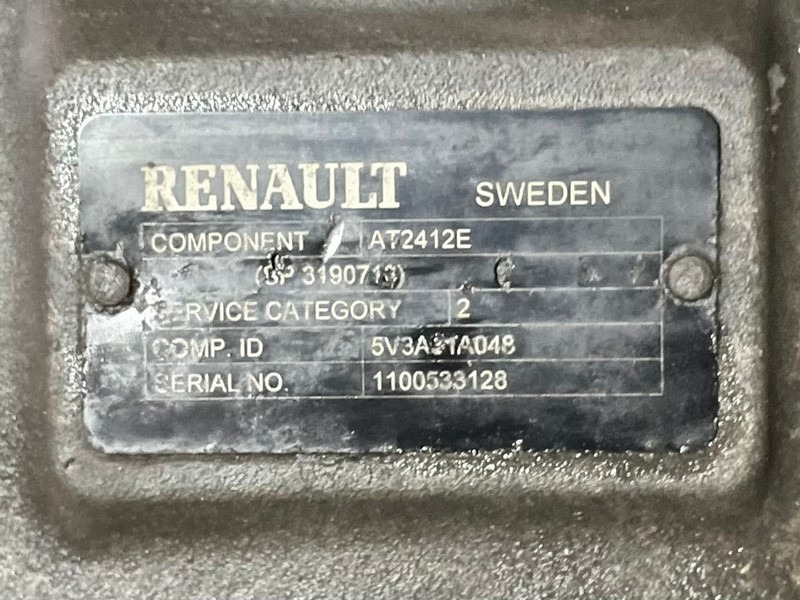 RENAULT SWEDEN
COMPONENT AT2412E
SERVICE CATEGORY 2
COMP. ID
SERIAL NO. 1100533128